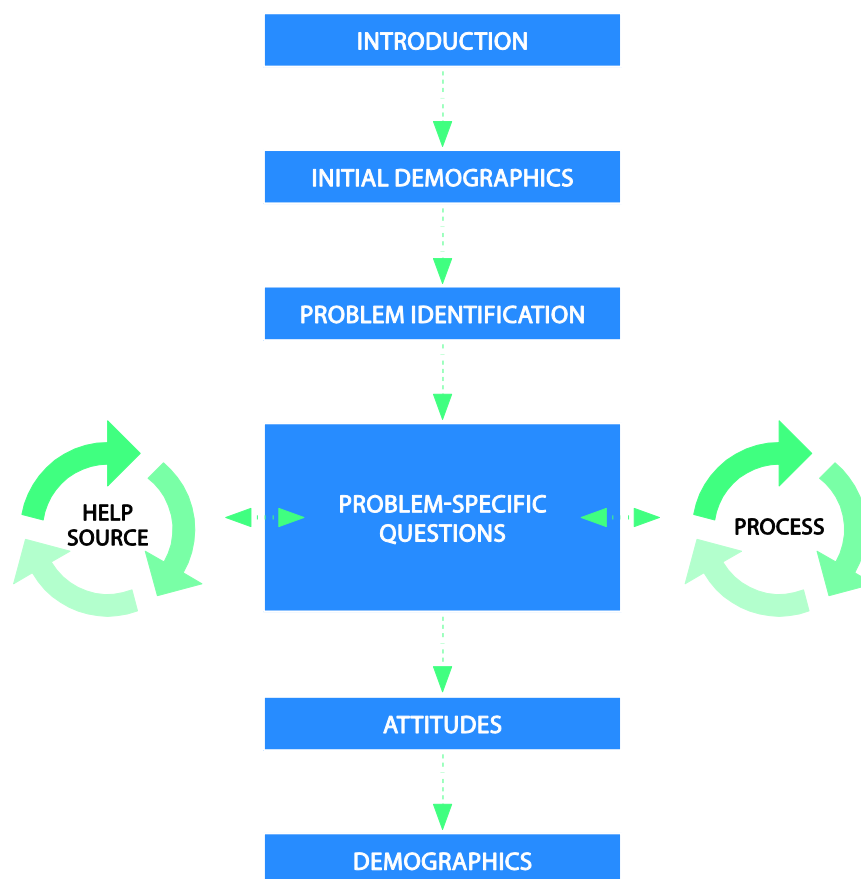 INTRODUCTION
INITIAL DEMOGRAPHICS
PROBLEM IDENTIFICATION
HELP
SOURCE
PROBLEM-SPECIFIC
QUESTIONS
PROCESS
ATTITUDES
DEMOGRAPHICS